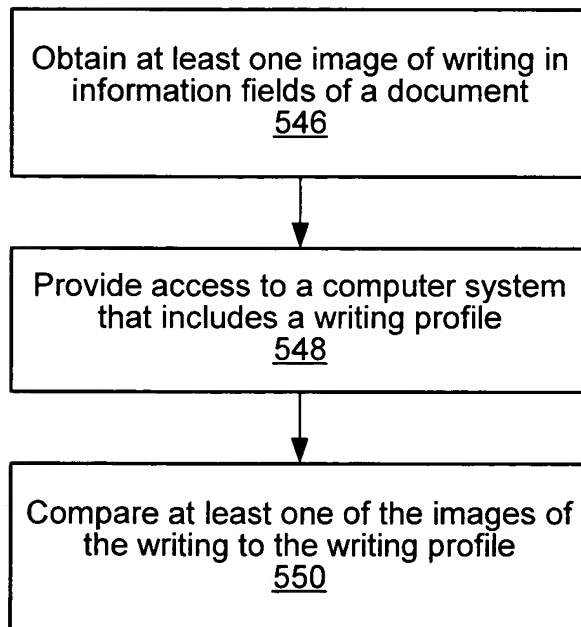 Obtain at least one image of writing in
information fields of a document
546
Provide access to a computer system
that includes a writing profile
548
Compare at least one of the images of
the writing to the writing profile
550